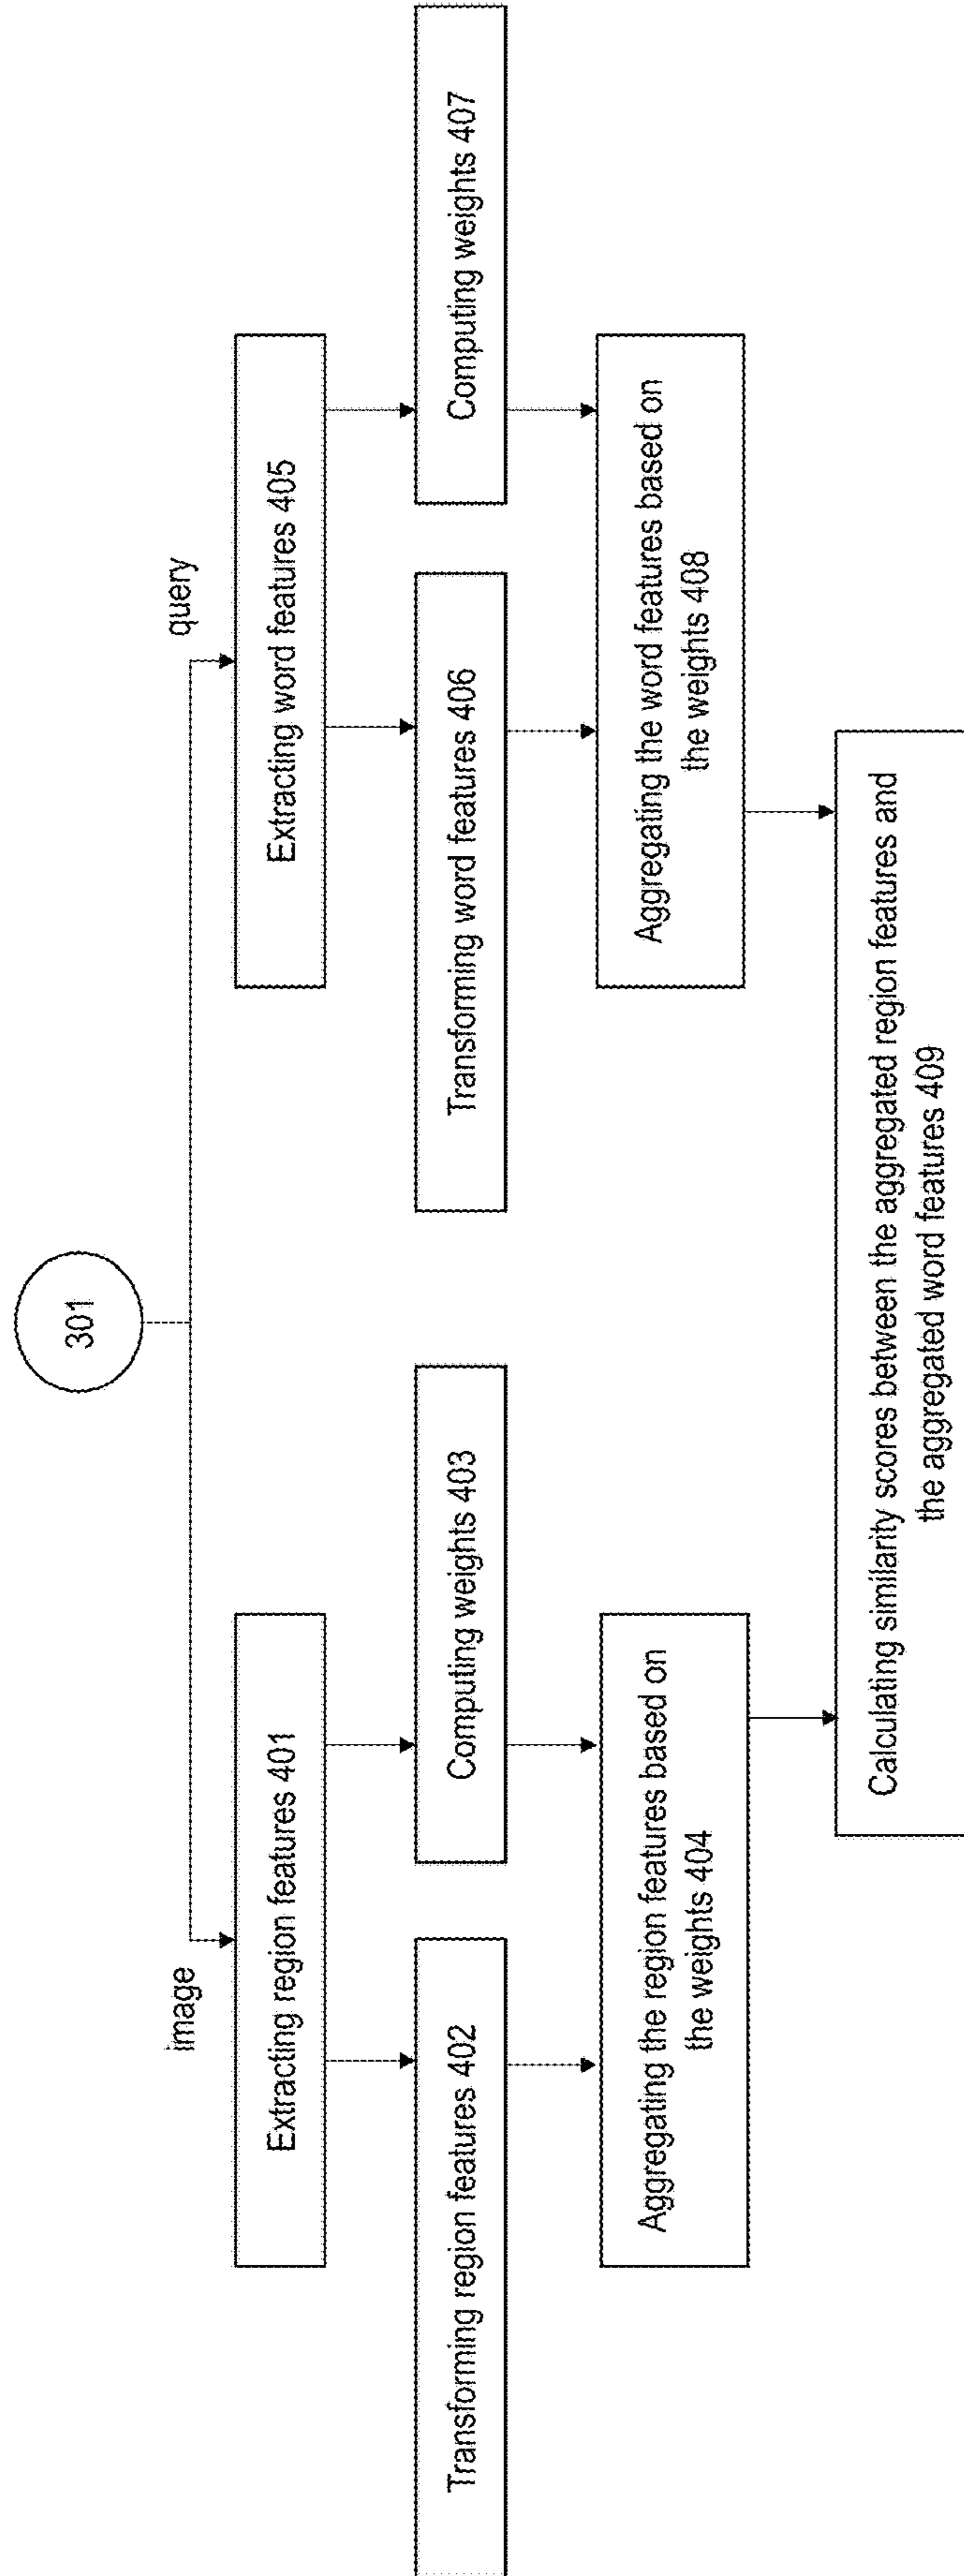 301
image
query
Extracting region features 401
Extracting word features 405
Transforming region features 402
Computing weights 403
Transforming word features 406
Computing weights 407
Aggregating the region features based on
the weights 404
Aggregating the word features based on
the weights 408
Calculating similarity scores between the aggregated region features and
the aggregated word features 409